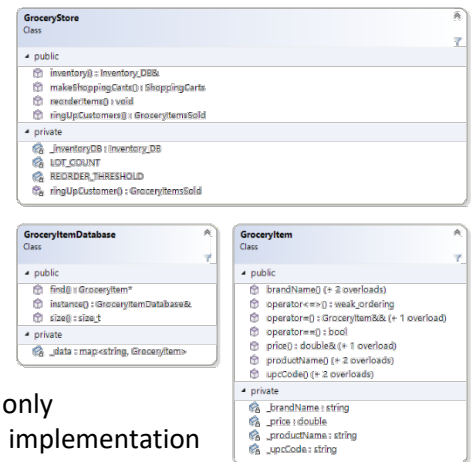 GroceryStore
Class
public
inventory() : Inventory_DB&
makeShoppingCarts() : ShoppingCarts
reorderItems() : void
ringUpCustomers() : GroceryItemsSold
private
_inventoryDB : Inventory_DB
LOT_COUNT
REORDER_THRESHOLD
ringUpCustomer() : GroceryItemsSold
GroceryItemDatabase
Class
public
find() : GroceryItem*
instance() : GroceryItemDatabase&
size() : size_t
private
_data : map<string, GroceryItem>
GroceryItem
Class
public
brandName() (+ 2 overloads)
operator<=>() : weak_ordering
operator=() : GroceryItem&& (+ 1 overload)
operator==() : bool
price() : double& (+ 1 overload)
productName() (+ 2 overloads)
upcCode() (+ 2 overloads)
private
_brandName : string
_price : double
_productName : string
_upcCode : string
only
implementation